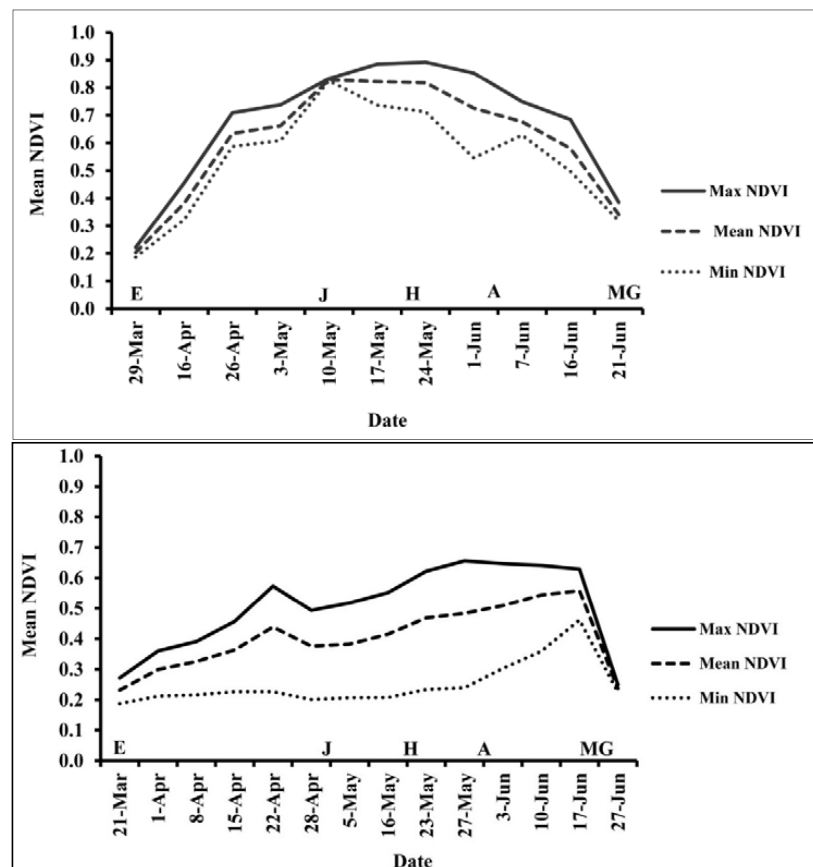 1.0
0.9
0.8
0.7
0.6
0.5
0.4
0.3
0.2
0.1
0.0
Mean NDVI
E J H A MG
29-Mar 16-Apr 26-Apr 3-May 10-May 17-May 24-May 1-Jun 7-Jun 16-Jun 21-Jun
Date
Max NDVI
Mean NDVI
Min NDVI
1.0
0.9
0.8
0.7
0.6
0.5
0.4
0.3
0.2
0.1
0.0
Mean NDVI
E J H A MG
21-Mar 1-Apr 8-Apr 15-Apr 22-Apr 28-Apr 5-May 16-May 23-May 27-May 3-Jun 10-Jun 17-Jun 27-Jun
Date
Max NDVI
Mean NDVI
Min NDVI